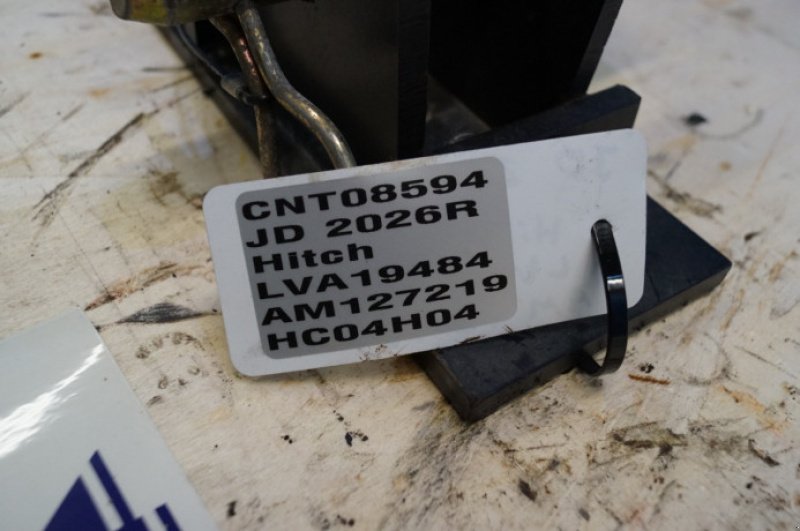 CNT08594
JD 2026R
Hitch
LVA19484
AM127219
HC04H04